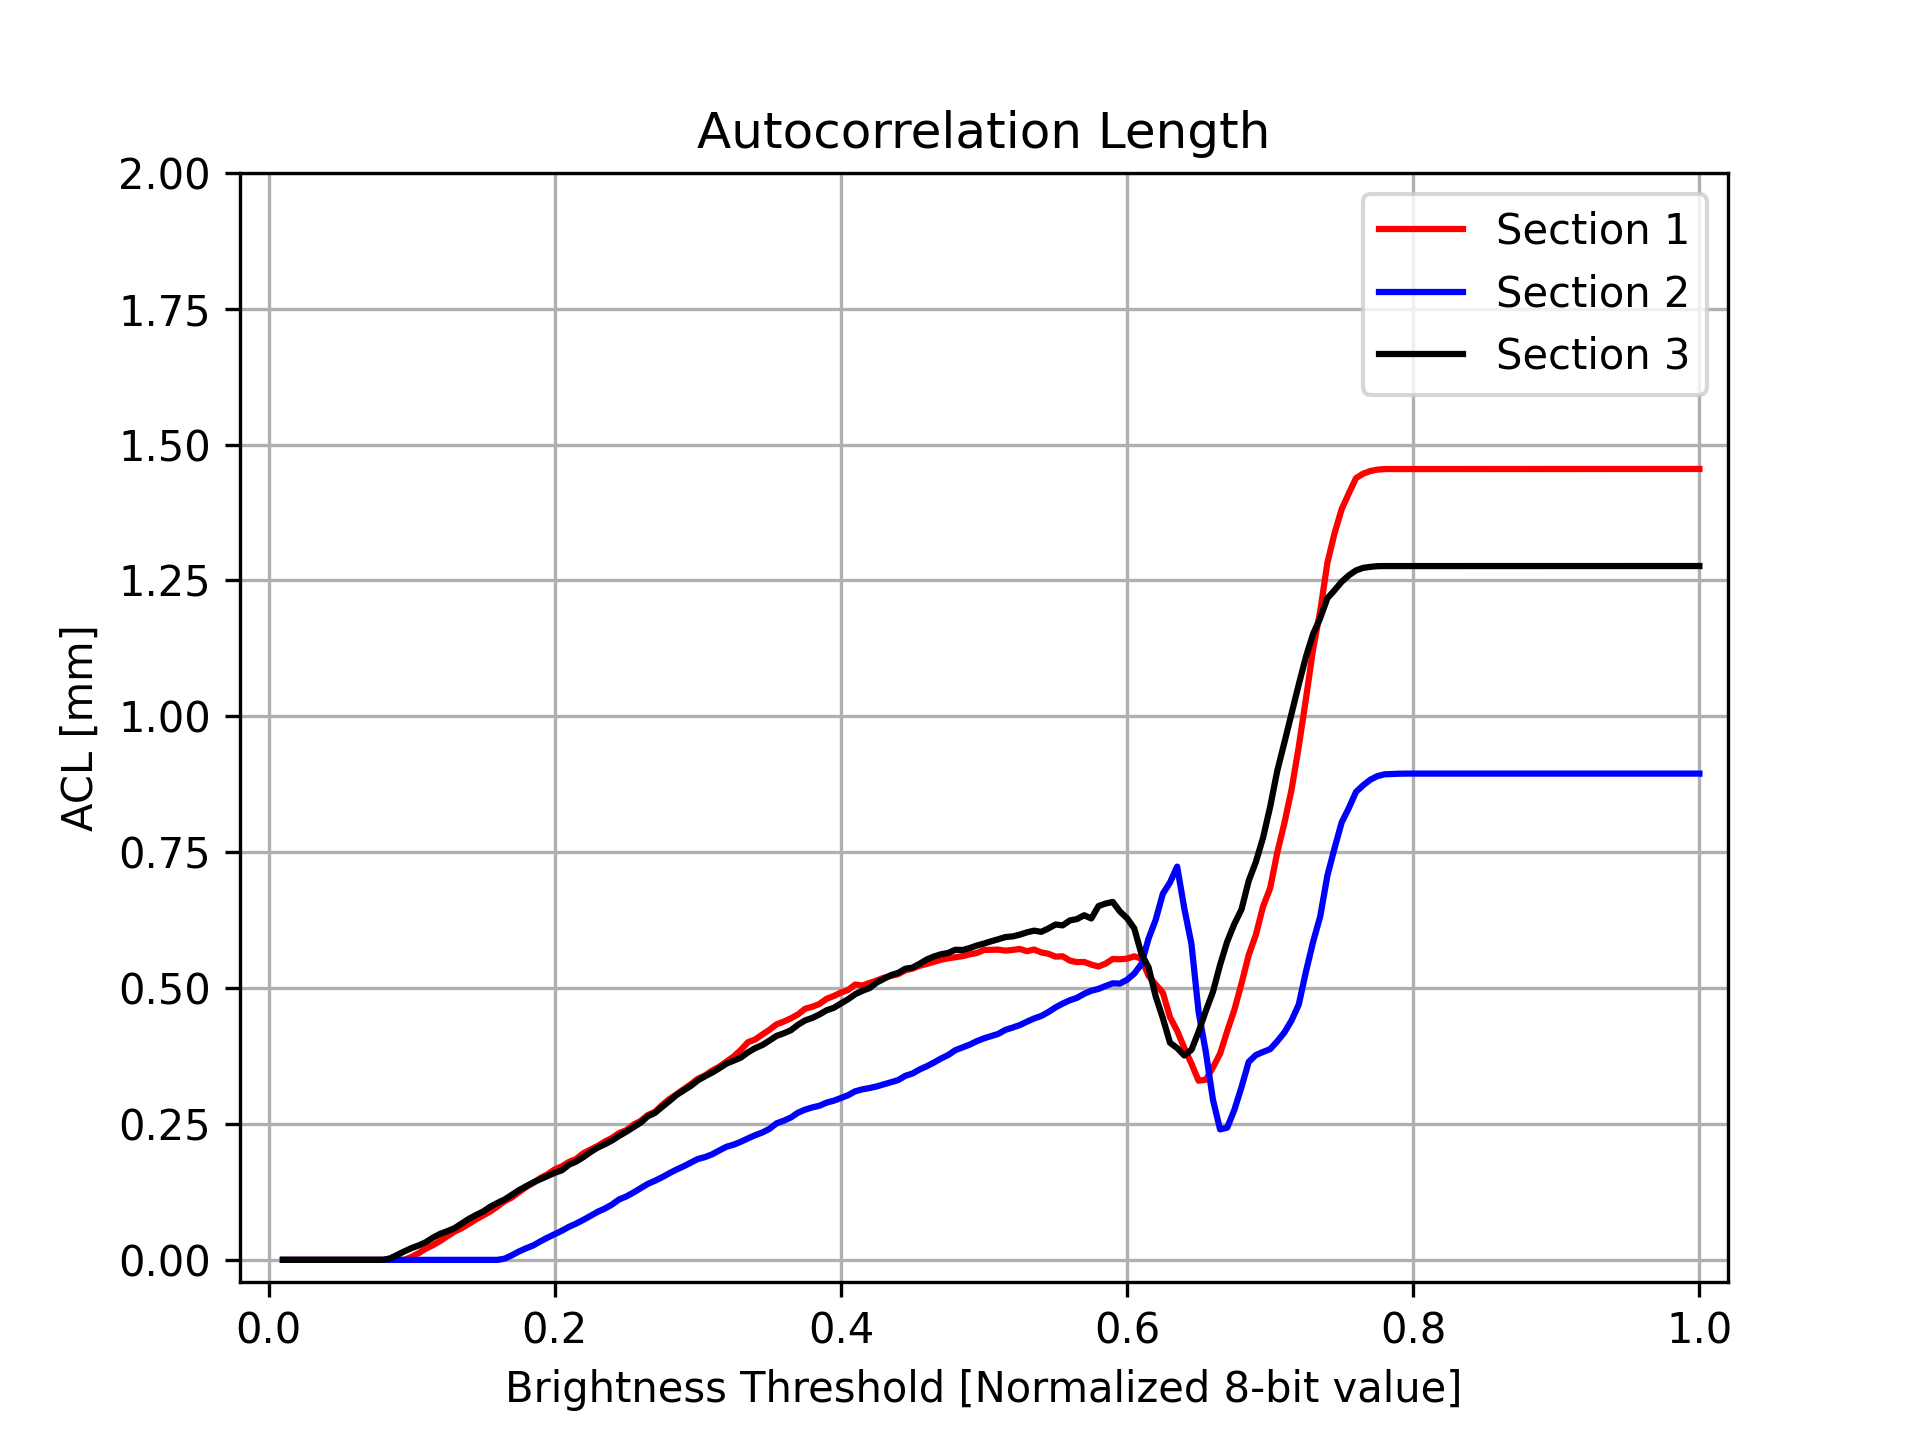 Autocorrelation Length
2.00
1.75
1.50
1.25
1.00
0.75
0.50
0.25
0.00
ACL [mm]
Section 1
Section 2
Section 3
0.0 0.2 0.4 0.6 0.8 1.0
Brightness Threshold [Normalized 8-bit value]